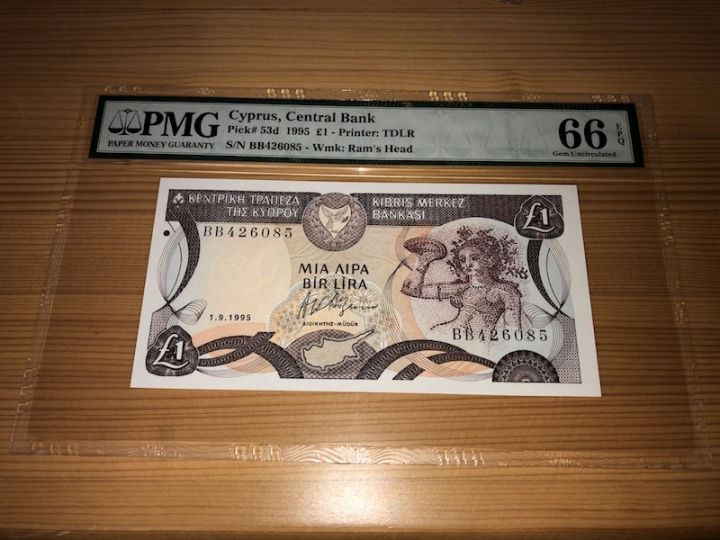 PMG
PAPER MONEY GUARANTY
Cyprus, Central Bank
Pick# 53d 1995 £1 - Printer: TDLR
S/N BB426085 - Wmk: Ram's Head
66 EPQ
Gem Uncirculated
ΚΕΝΤΡΙΚΗ ΤΡΑΠΕΖΑ
ΤΗΣ ΚΥΠΡΟΥ
KIBRIS MERKEZ
BANKASI
£1
BB426085
ΜΙΑ ΛΙΡΑ
BİR LİRA
1.9.1995
ΔΙΟΙΚΗΤΗΣ-MÜDÜR
BB426085
£1